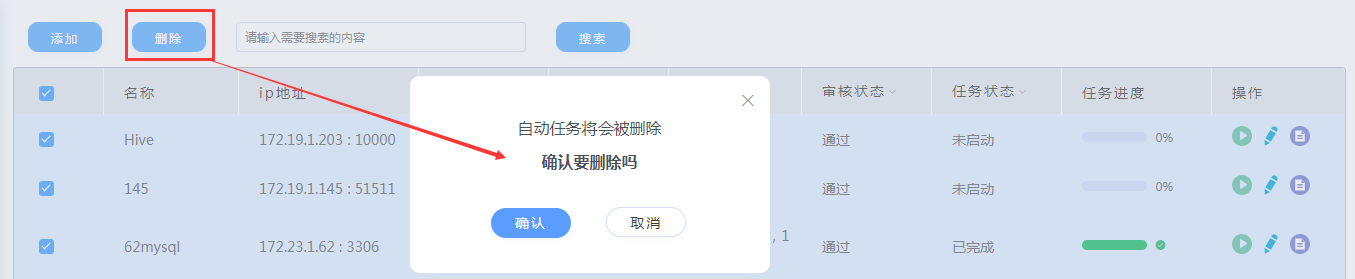 添加 删除 请输入需要搜索的内容 搜索
名称 ip地址 审核状态 任务状态 任务进度 操作
Hive 172.19.1.203 : 10000 通过 未启动 0%
145 172.19.1.145 : 51511 通过 未启动 0%
62mysql 172.23.1.62 : 3306 , 1 通过 已完成
自动任务将会被删除
确认要删除吗
确认 取消